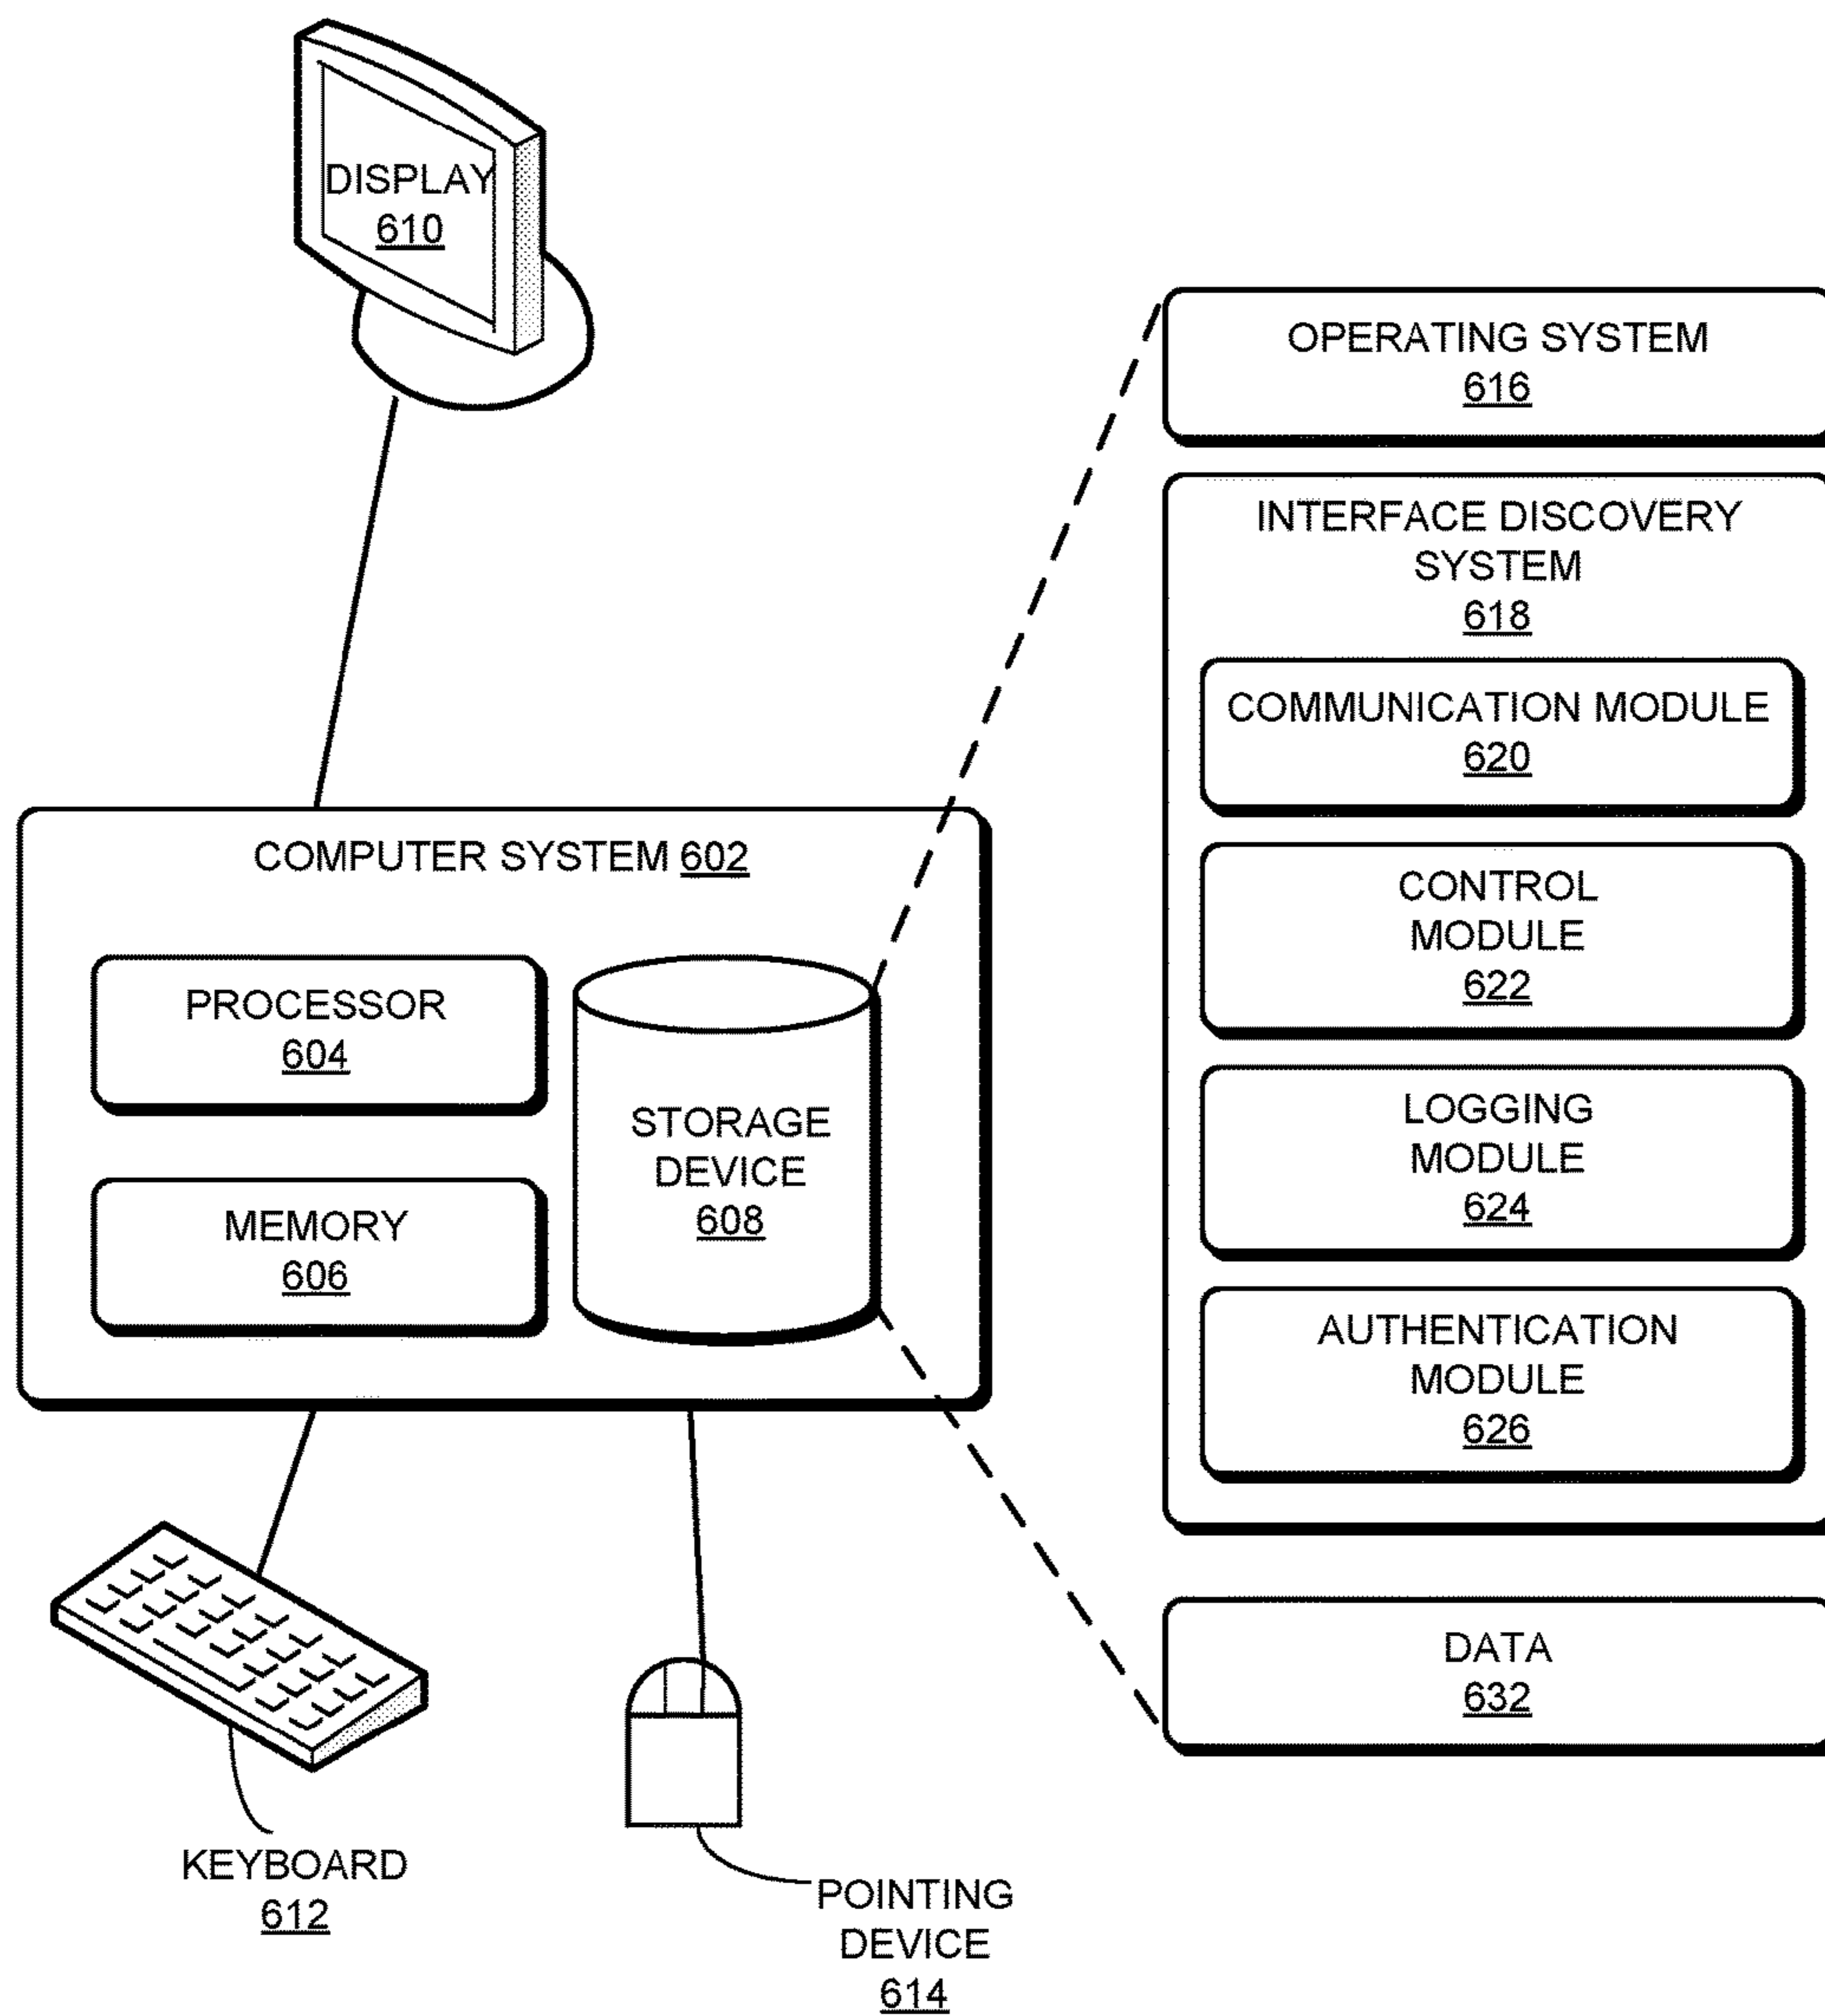 DISPLAY
610
OPERATING SYSTEM
616
INTERFACE DISCOVERY
SYSTEM
618
COMMUNICATION MODULE
620
CONTROL
MODULE
622
LOGGING
MODULE
624
AUTHENTICATION
MODULE
626
DATA
632
COMPUTER SYSTEM 602
PROCESSOR
604
MEMORY
606
STORAGE
DEVICE
608
KEYBOARD
612
POINTING
DEVICE
614